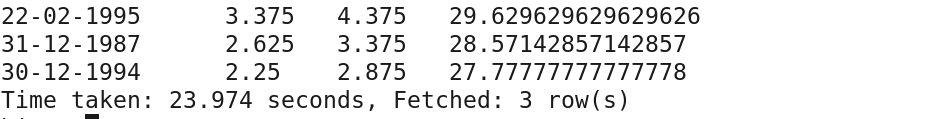 22-02-1995 3.375 4.375 29.629629629629626
31-12-1987 2.625 3.375 28.57142857142857
30-12-1994 2.25 2.875 27.77777777777778
Time taken: 23.974 seconds, Fetched: 3 row(s)